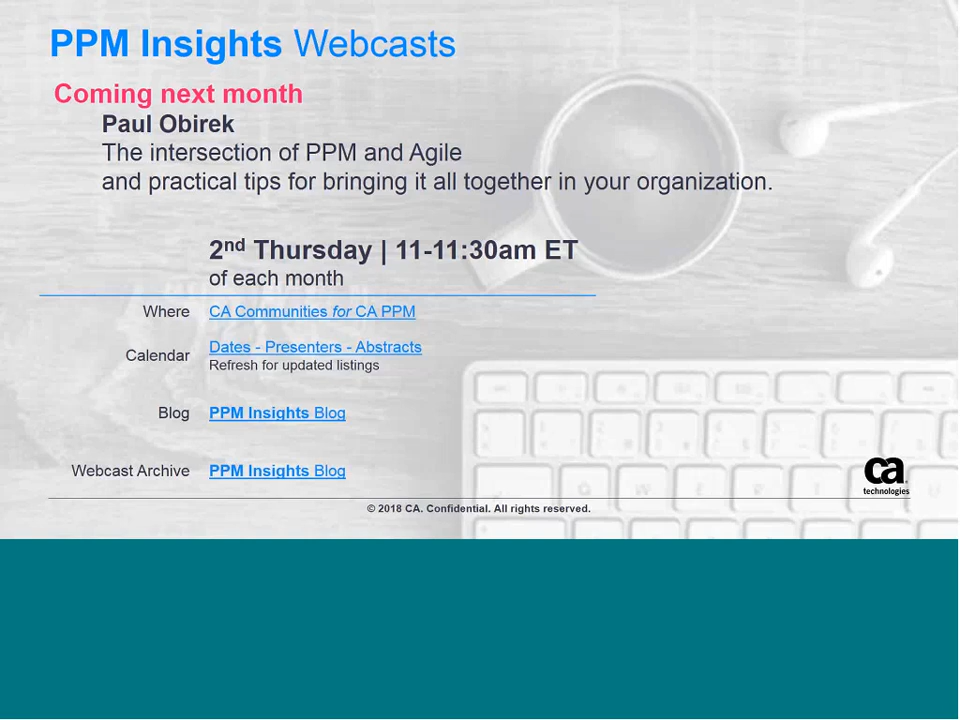 PPM Insights Webcasts
Coming next month
Paul Obirek
The intersection of PPM and Agile
and practical tips for bringing it all together in your organization.
2nd Thursday | 11-11:30am ET
of each month
Where CA Communities for CA PPM
Calendar Dates - Presenters - Abstracts
Refresh for updated listings
Blog PPM Insights Blog
Webcast Archive PPM Insights Blog
ca
technologies
© 2018 CA. Confidential. All rights reserved.